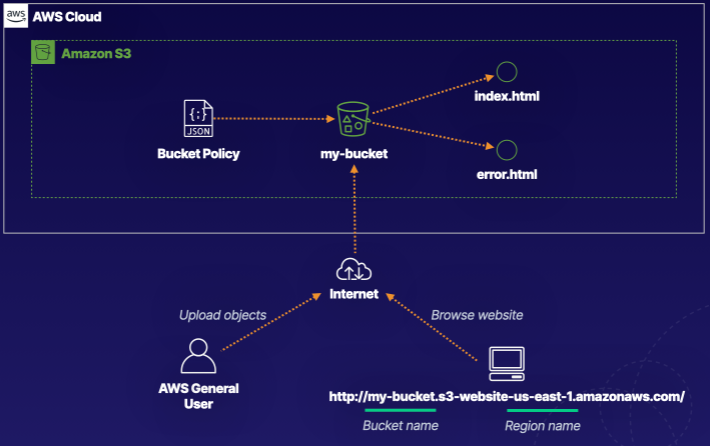 aws
AWS Cloud
Amazon S3
{;}
JSON
Bucket Policy
my-bucket
index.html
error.html
Internet
Upload objects
Browse website
AWS General
User
http://my-bucket.s3-website-us-east-1.amazonaws.com/
Bucket name
Region name